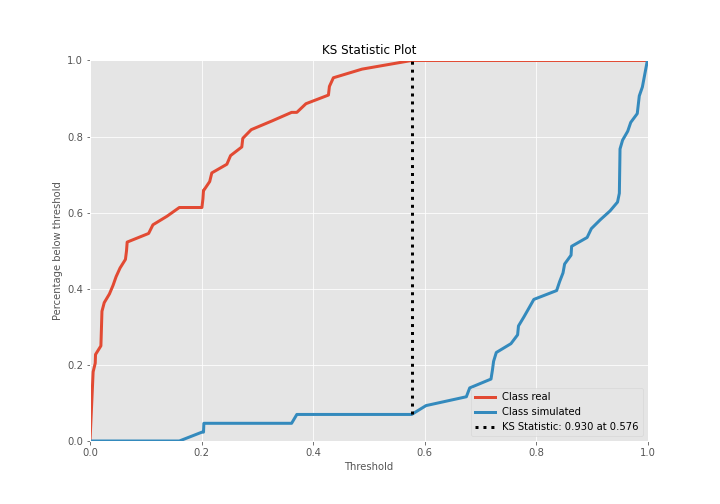 KS Statistic Plot
1.0
0.8
0.6
0.4
0.2
0.0
Percentage below threshold
0.0 0.2 0.4 0.6 0.8 1.0
Threshold
Class real
Class simulated
KS Statistic: 0.930 at 0.576